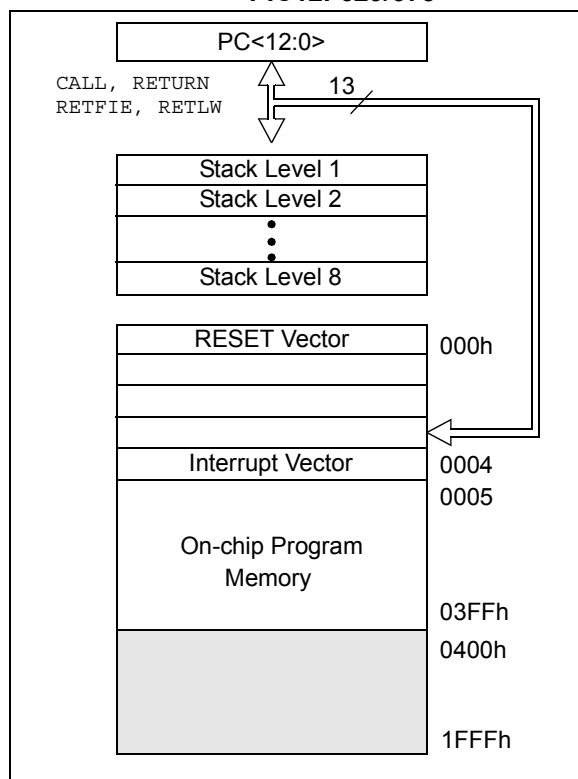 PC<12:0>
CALL, RETURN
RETFIE, RETLW
13
Stack Level 1
Stack Level 2
Stack Level 8
RESET Vector
000h
Interrupt Vector
0004
0005
On-chip Program
Memory
03FFh
0400h
1FFFh